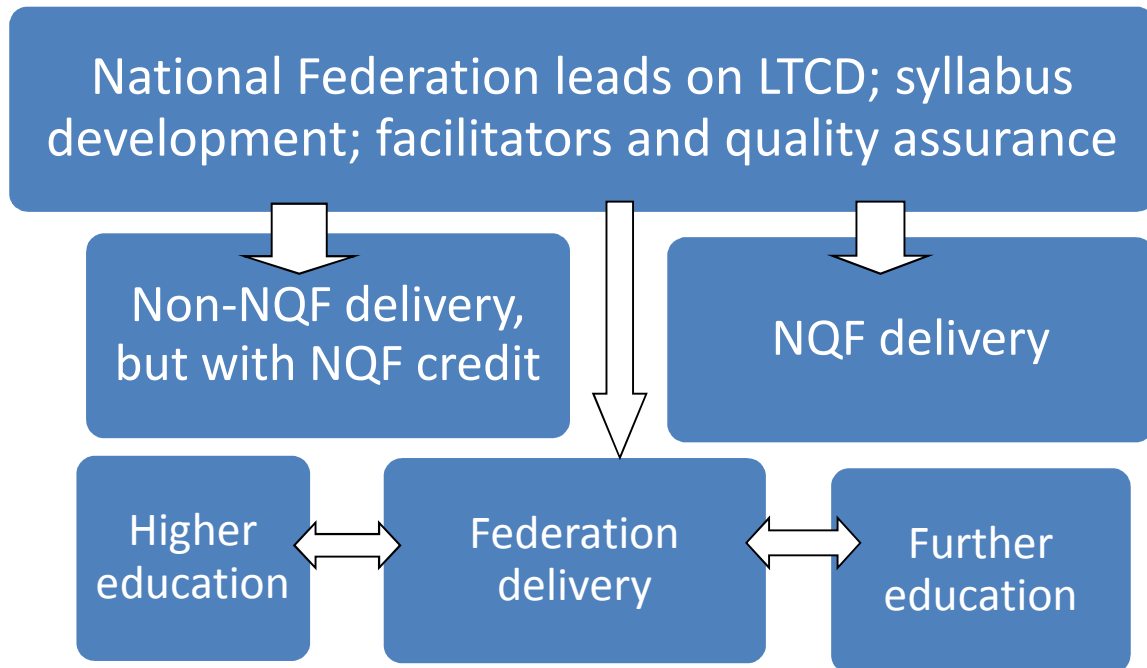 National Federation leads on LTCD; syllabus
development; facilitators and quality assurance
Non-NQF delivery,
but with NQF credit
NQF delivery
Higher
education
Federation
delivery
Further
education